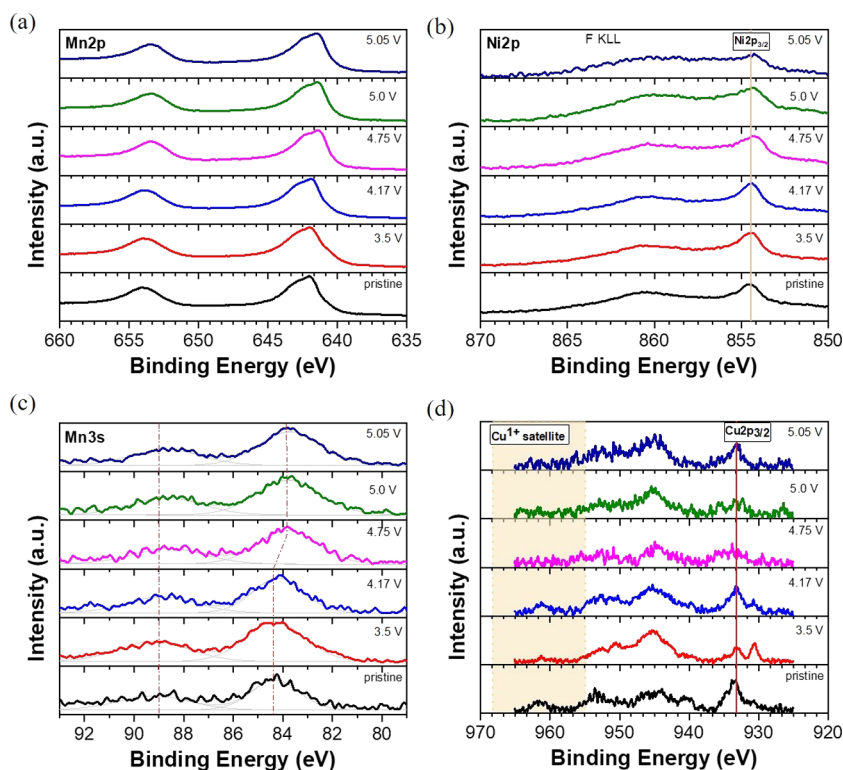 (a)
Mn2p
5.05 V
5.0 V
4.75 V
4.17 V
3.5 V
pristine
Intensity (a.u.)
660 655 650 645 640 635
Binding Energy (eV)
(b)
Ni2p
F KLL
Ni2p3/2
5.05 V
5.0 V
4.75 V
4.17 V
3.5 V
pristine
Intensity (a.u.)
870 865 860 855 850
Binding Energy (eV)
(c)
Mn3s
5.05 V
5.0 V
4.75 V
4.17 V
3.5 V
pristine
Intensity (a.u.)
92 90 88 86 84 82 80
Binding Energy (eV)
(d)
Cu1+ satellite
Cu2p3/2
5.05 V
5.0 V
4.75 V
4.17 V
3.5 V
pristine
Intensity (a.u.)
970 960 950 940 930 920
Binding Energy (eV)